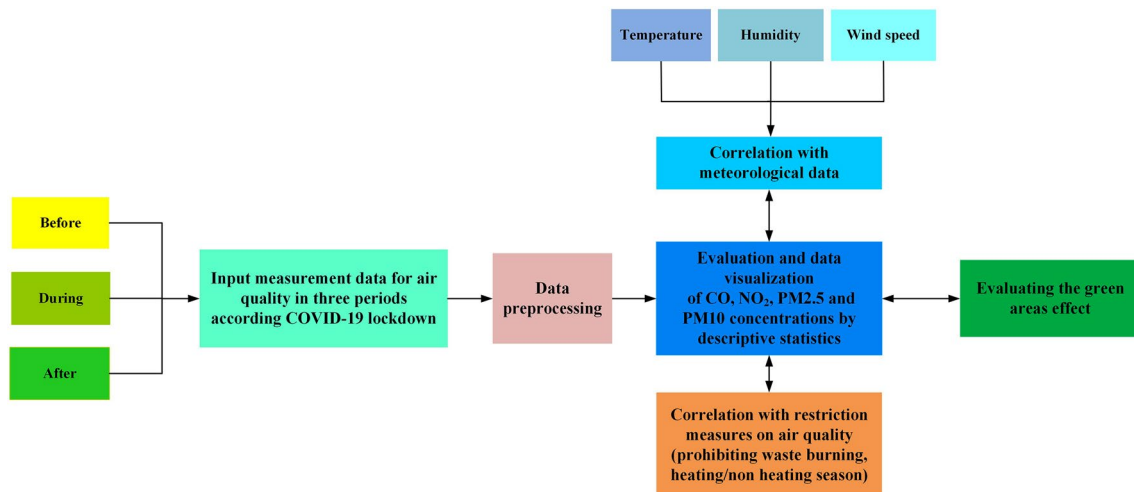 Temperature
Humidity
Wind speed
Correlation with
meteorological data
Before
During
After
Input measurement data for air
quality in three periods
according COVID-19 lockdown
Data
preprocessing
Evaluation and data
visualization
of CO, NO₂, PM2.5 and
PM10 concentrations by
descriptive statistics
Evaluating the green
areas effect
Correlation with restriction
measures on air quality
(prohibiting waste burning,
heating/non heating season)